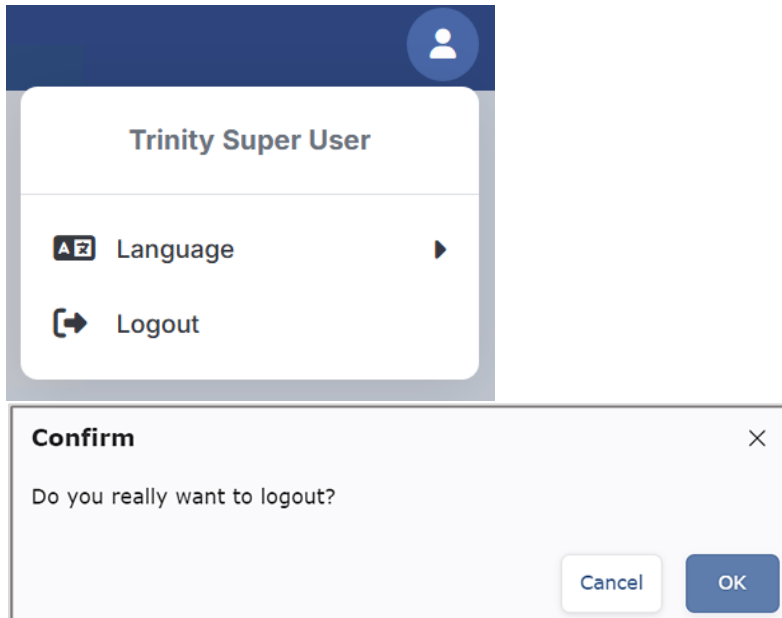 Trinity Super User
Language
Logout
Confirm
Do you really want to logout?
Cancel OK